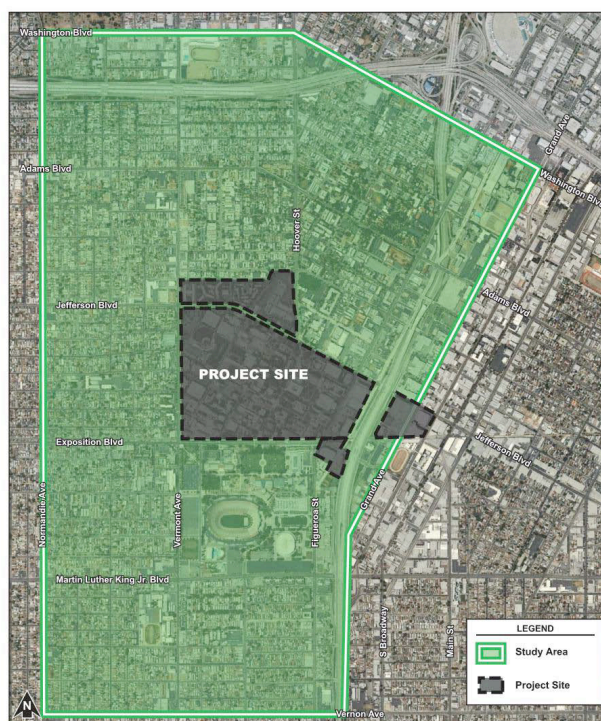 Washington Blvd
Grand Ave
Adams Blvd
Washington Blvd
Hoover St
Jefferson Blvd
Adams Blvd
PROJECT SITE
Exposition Blvd
Jefferson Blvd
Normandie Ave
Vermont Ave
Figueroa St
Grand Ave
Martin Luther King Jr. Blvd
S Broadway
Main St
LEGEND
Study Area
Project Site
N
Vernon Ave